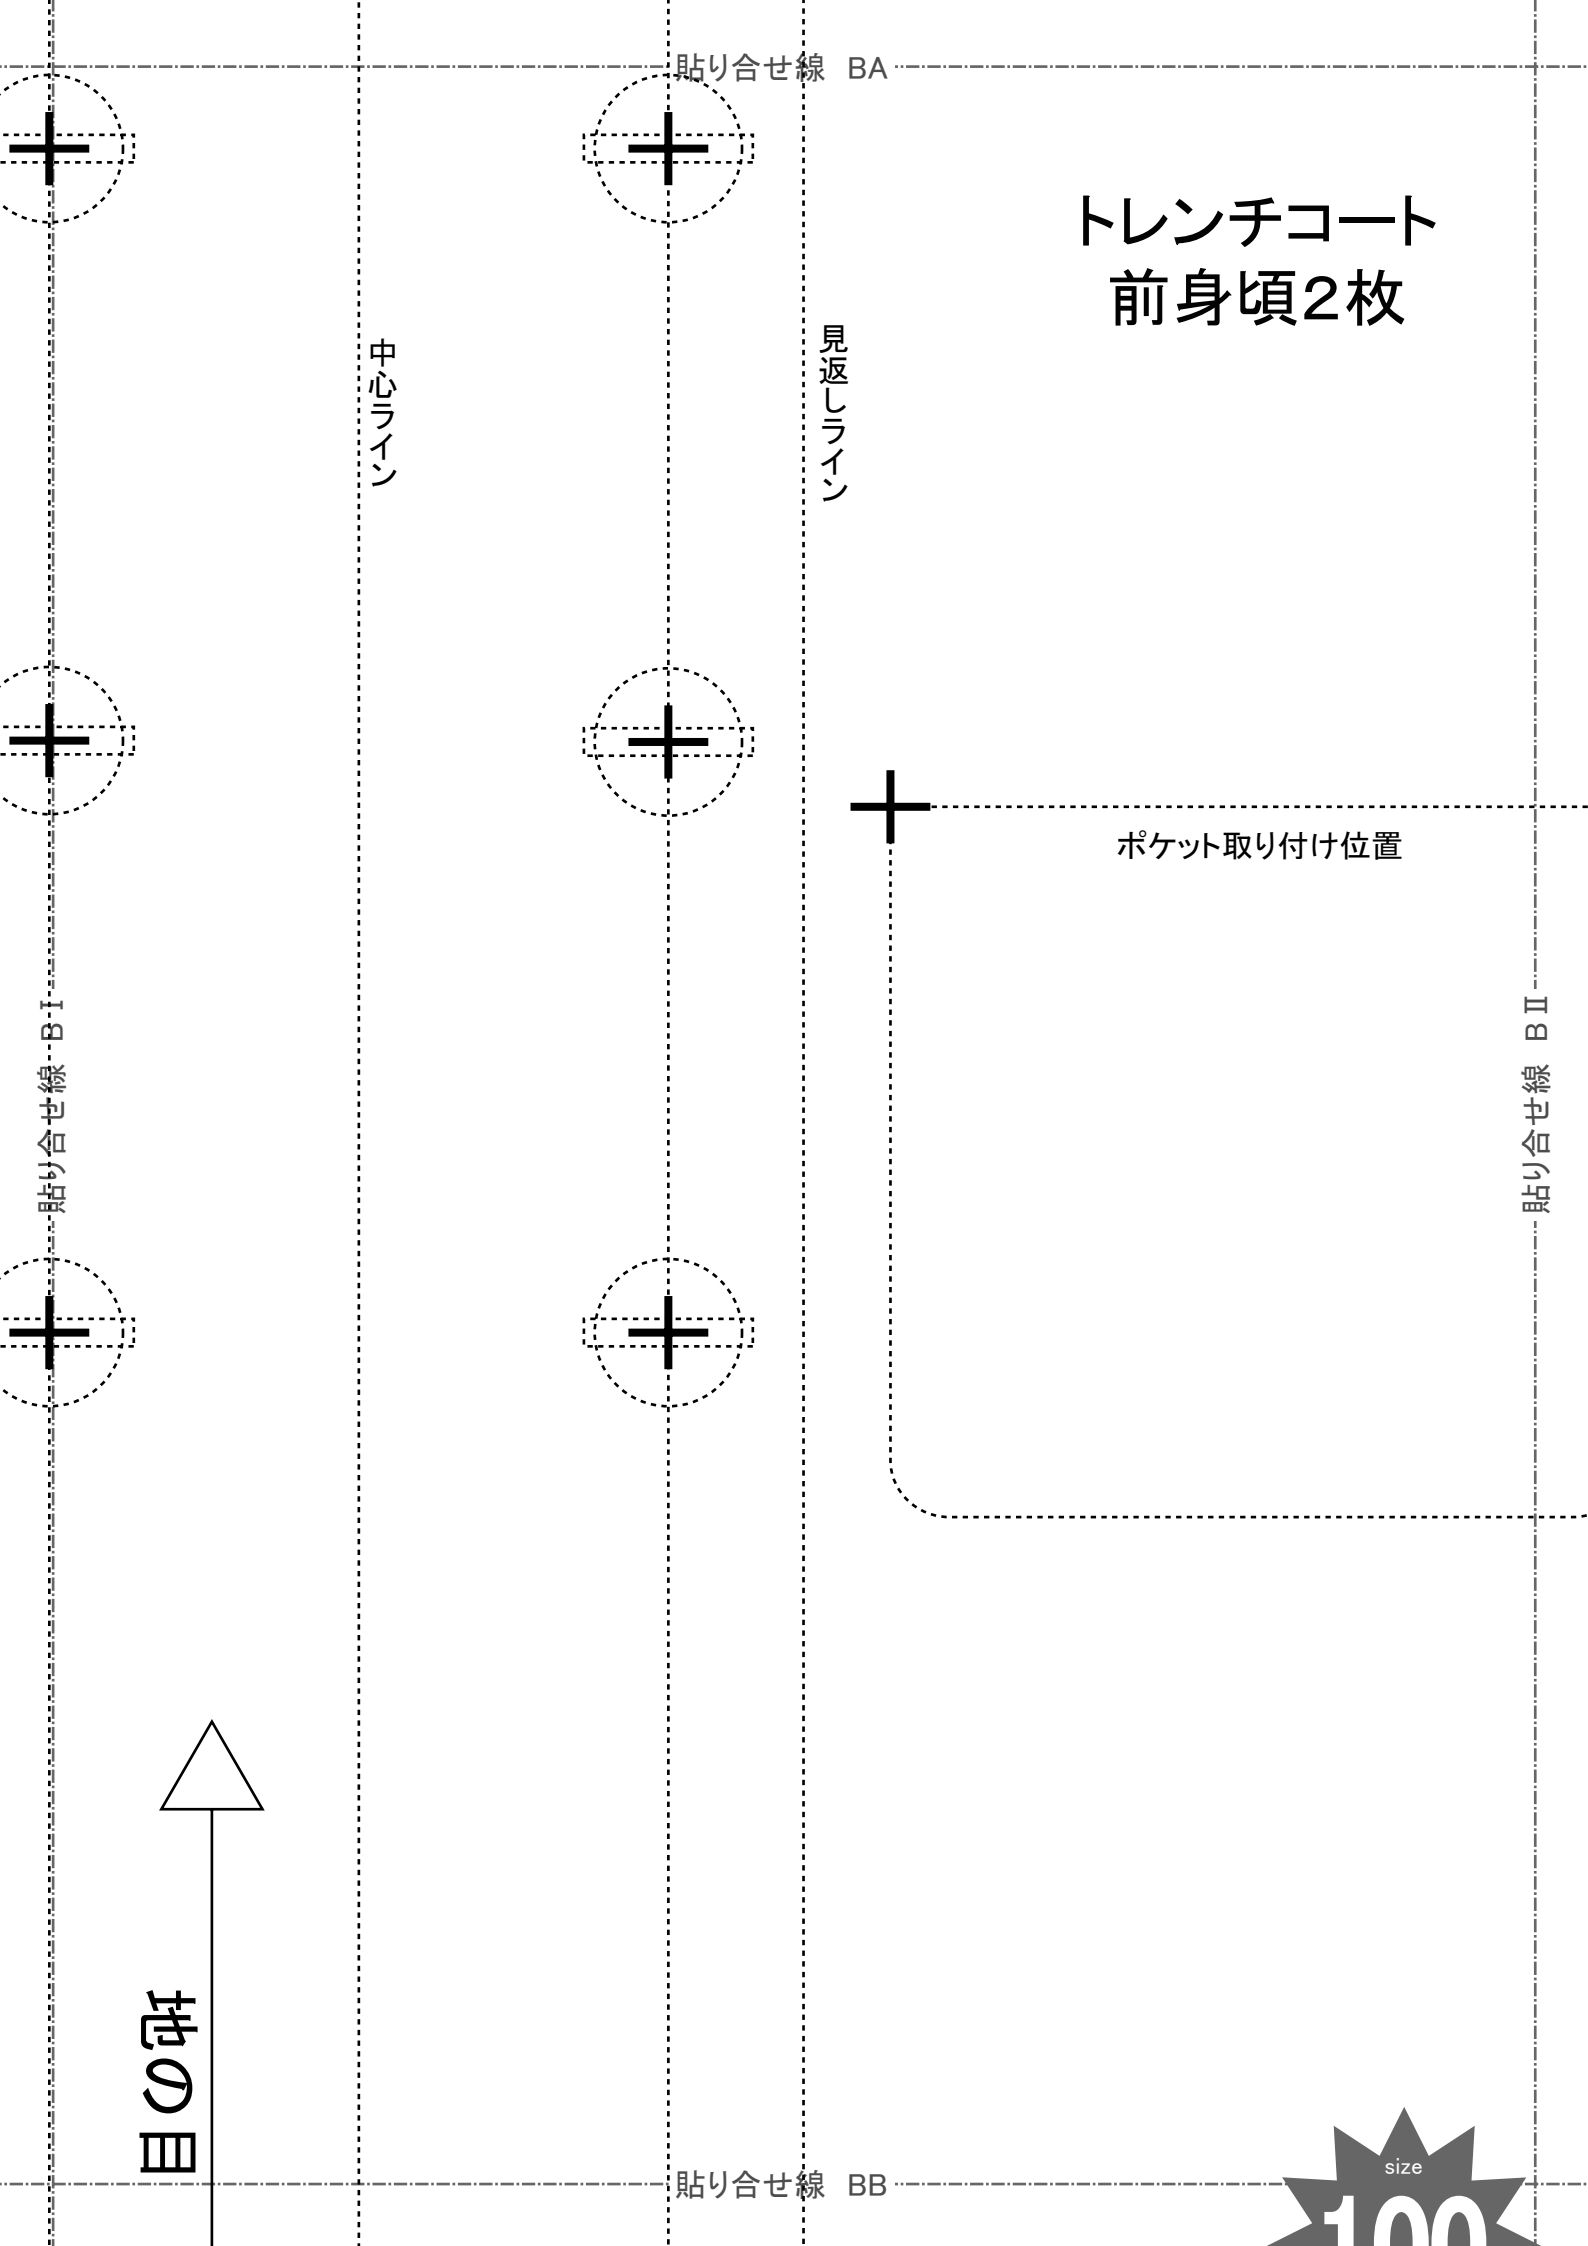 貼り合せ線 BA
トレンチコート
前身頃2枚
中心ライン
見返しライン
ポケット取り付け位置
貼り合せ線 BⅠ
貼り合せ線 BⅡ
地の目
貼り合せ線 BB
size
100